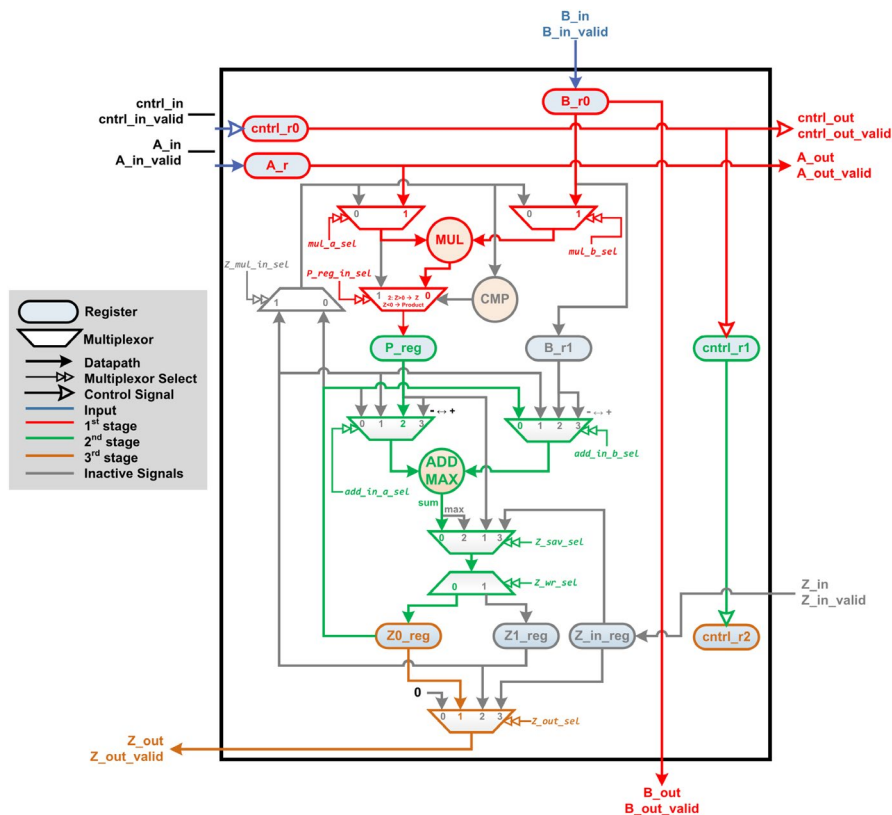 B_in
B_in_valid
cntrl_in
cntrl_in_valid
B_r0
cntrl_r0
cntrl_out
cntrl_out_valid
A_in
A_in_valid
A_r
A_out
A_out_valid
0 1
0 1
mul_a_sel
MUL
mul_b_sel
Z_mul_in_sel
P_reg_in_sel
1 2: Z>0 → Z 0
Z<0 → Product
CMP
1 0
Register
Multiplexor
Datapath
Multiplexor Select
Control Signal
Input
1st stage
2nd stage
3rd stage
Inactive Signals
P_reg
B_r1
cntrl_r1
- ↔ +
- ↔ +
0 1 2 3
0 1 2 3
ADD
MAX
add_in_a_sel
add_in_b_sel
sum
max
0 2 1 3
Z_sav_sel
0 1
Z_wr_sel
Z_in
Z_in_valid
Z0_reg
Z1_reg
Z_in_reg
cntrl_r2
0
0 1 2 3
Z_out_sel
Z_out
Z_out_valid
B_out
B_out_valid